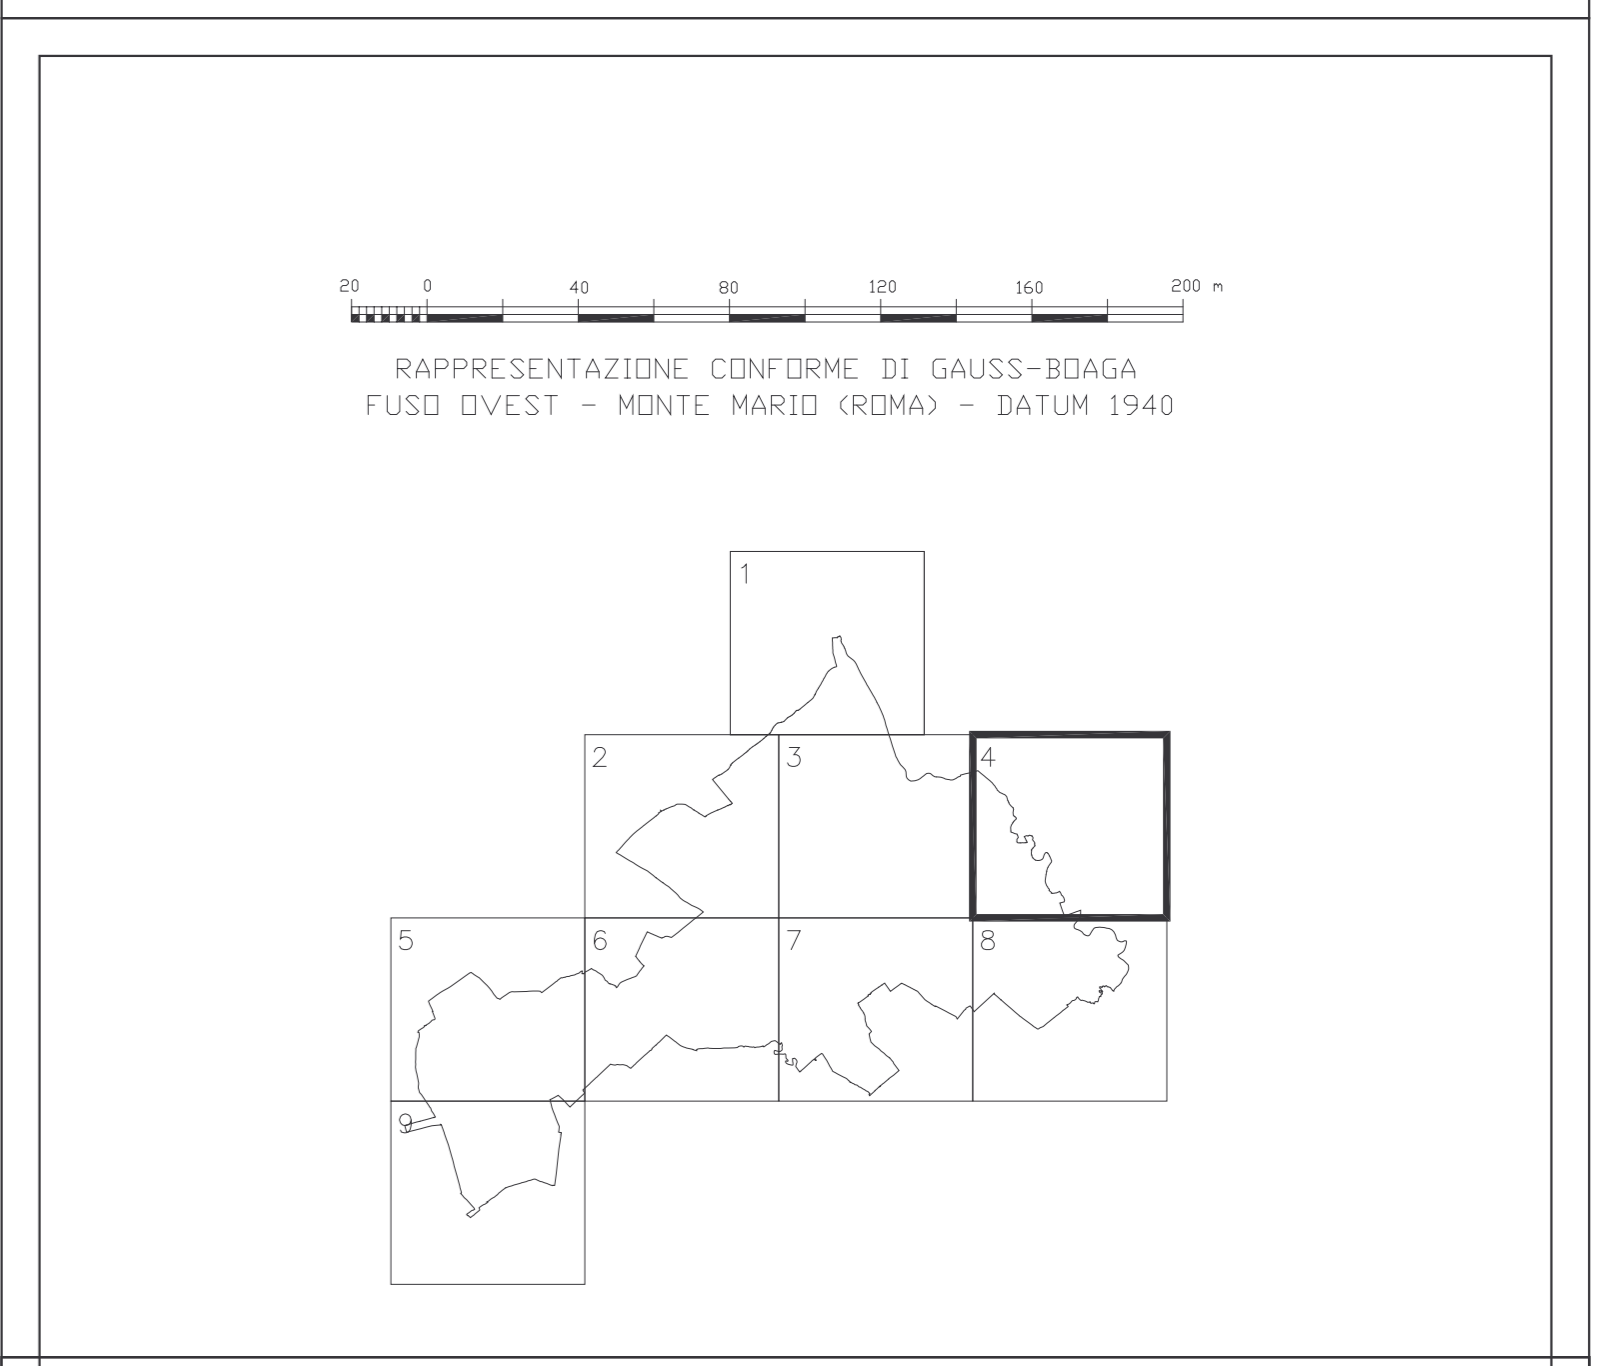 20 0 40 80 120 160 200 m
RAPPRESENTAZIONE CONFORME DI GAUSS-BOAGA
FUSO OVEST - MONTE MARIO (ROMA) - DATUM 1940
1
2 3 4
5 6 7 8
9